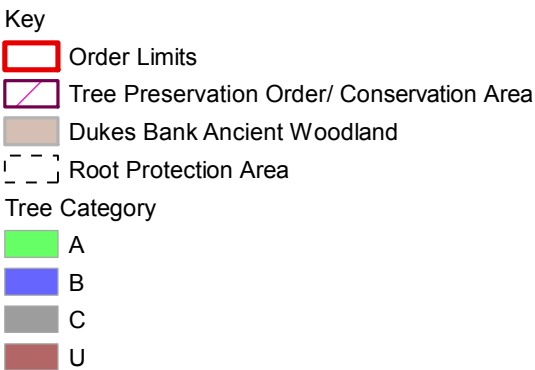 Key
Order Limits
Tree Preservation Order/ Conservation Area
Dukes Bank Ancient Woodland
Root Protection Area
Tree Category
A
B
C
U